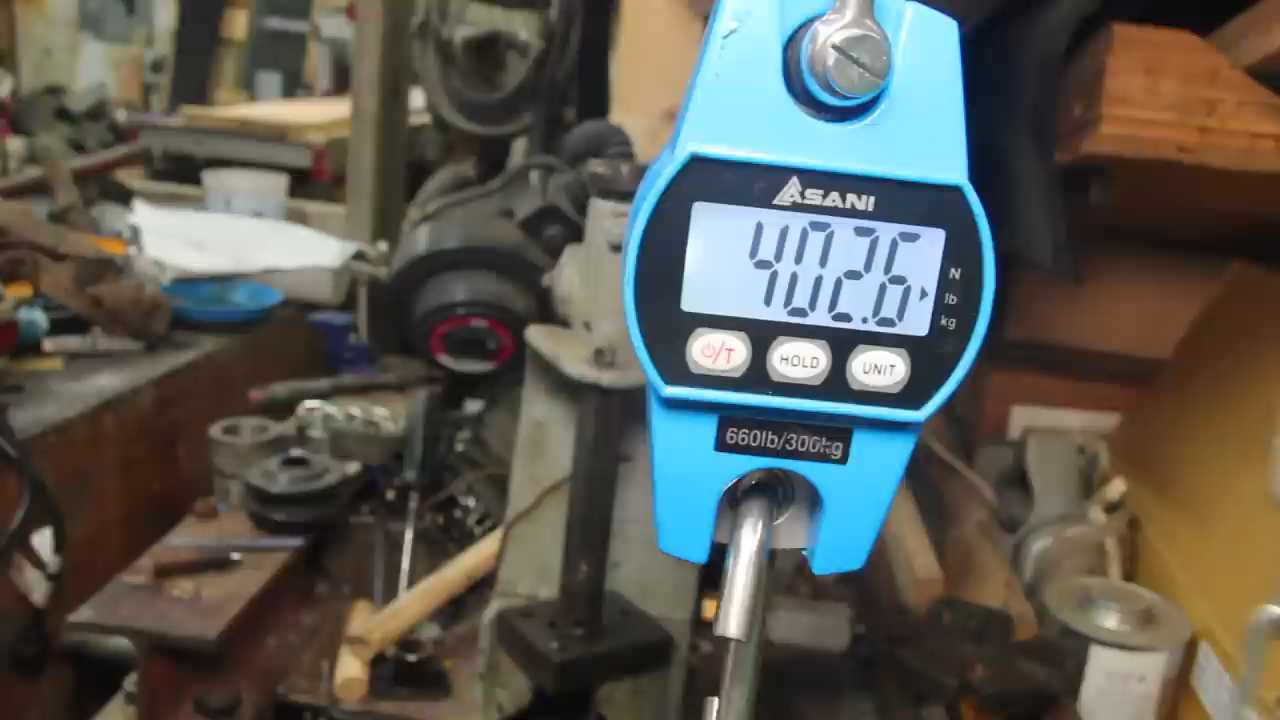 ASANI
402.6
N
lb
kg
⏻/T HOLD UNIT
660lb/300kg